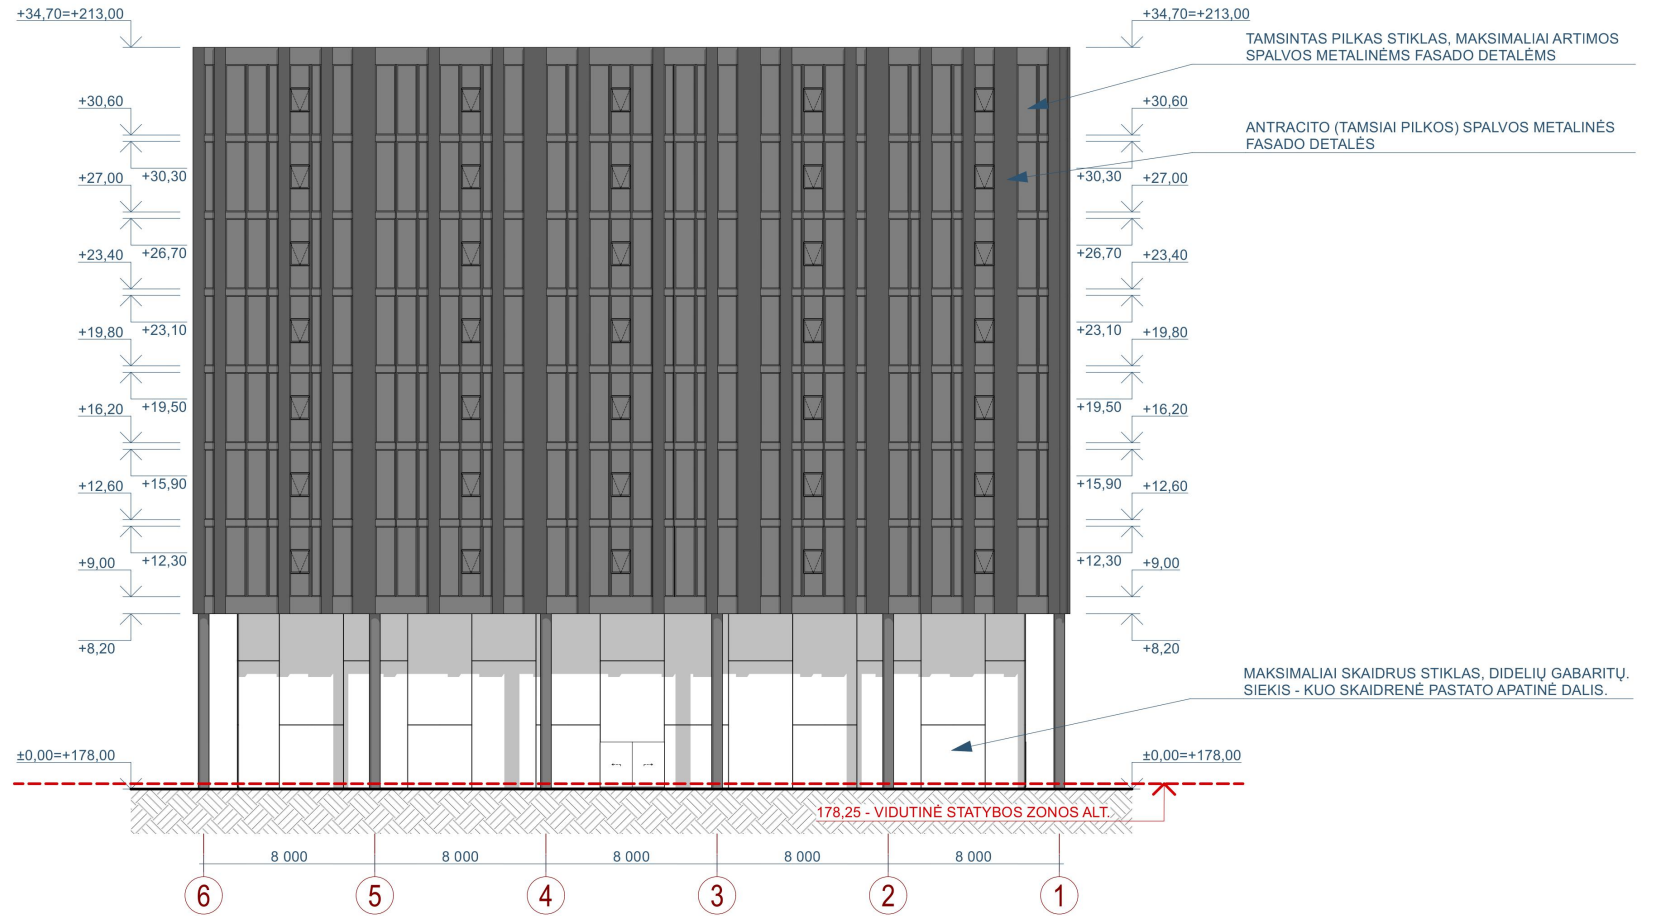 +34,70=+213,00
+34,70=+213,00
TAMSINTAS PILKAS STIKLAS, MAKSIMALIAI ARTIMOS
SPALVOS METALINĖMS FASADO DETALĖMS
+30,60
+30,60
ANTRACITO (TAMSIAI PILKOS) SPALVOS METALINĖS
FASADO DETALĖS
+27,00 +30,30
+30,30 +27,00
+23,40 +26,70
+26,70 +23,40
+19,80 +23,10
+23,10 +19,80
+16,20 +19,50
+19,50 +16,20
+12,60 +15,90
+15,90 +12,60
+9,00 +12,30
+12,30 +9,00
+8,20
+8,20
MAKSIMALIAI SKAIDRUS STIKLAS, DIDELIŲ GABARITŲ.
SIEKIS - KUO SKAIDRENĖ PASTATO APATINĖ DALIS.
±0,00=+178,00
±0,00=+178,00
178,25 - VIDUTINĖ STATYBOS ZONOS ALT.
8 000 8 000 8 000 8 000 8 000
6 5 4 3 2 1